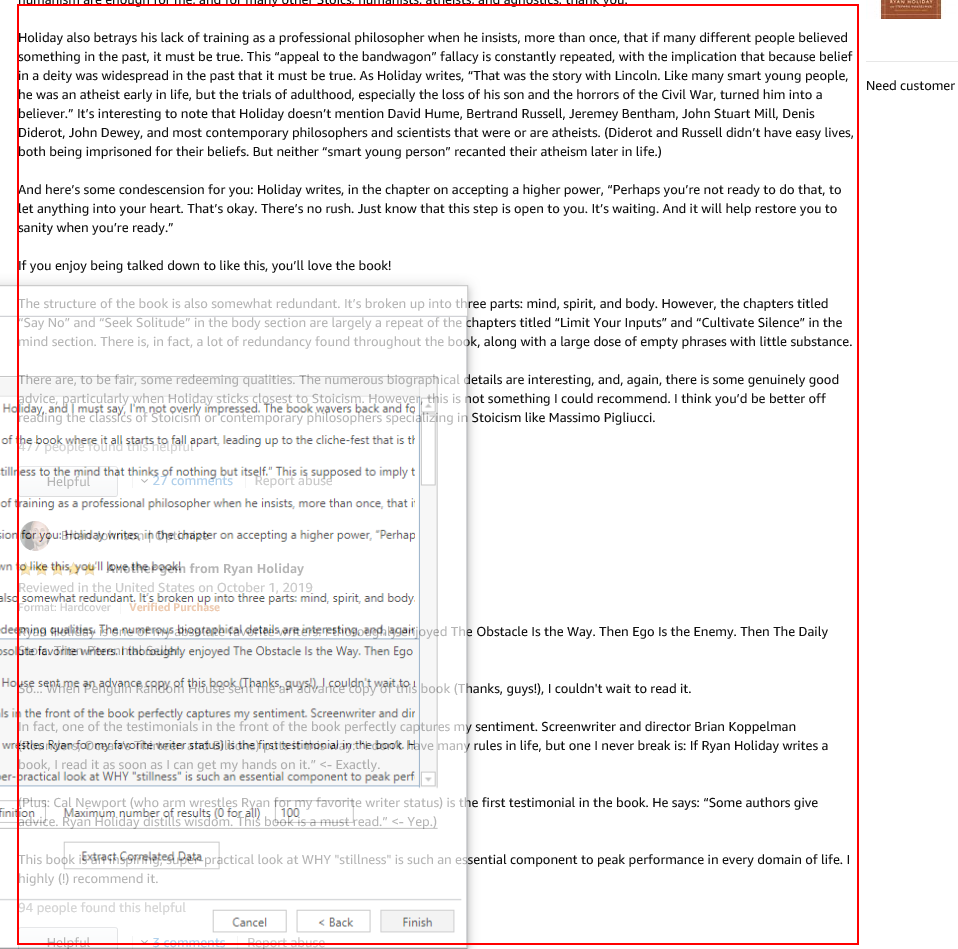 humanism are enough for me, and for many other Stoics, humanists, atheists, and agnostics, thank you.
RYAN HOLIDAY
Need customer
Holiday also betrays his lack of training as a professional philosopher when he insists, more than once, that if many different people believed
something in the past, it must be true. This “appeal to the bandwagon” fallacy is constantly repeated, with the implication that because belief
in a deity was widespread in the past that it must be true. As Holiday writes, “That was the story with Lincoln. Like many smart young people,
he was an atheist early in life, but the trials of adulthood, especially the loss of his son and the horrors of the Civil War, turned him into a
believer.” It’s interesting to note that Holiday doesn’t mention David Hume, Bertrand Russell, Jeremey Bentham, John Stuart Mill, Denis
Diderot, John Dewey, and most contemporary philosophers and scientists that were or are atheists. (Diderot and Russell didn’t have easy lives,
both being imprisoned for their beliefs. But neither “smart young person” recanted their atheism later in life.)
And here’s some condescension for you: Holiday writes, in the chapter on accepting a higher power, “Perhaps you’re not ready to do that, to
let anything into your heart. That’s okay. There’s no rush. Just know that this step is open to you. It’s waiting. And it will help restore you to
sanity when you’re ready.”
If you enjoy being talked down to like this, you’ll love the book!
The structure of the book is also somewhat redundant. It’s broken up into three parts: mind, spirit, and body. However, the chapters titled
“Say No” and “Seek Solitude” in the body section are largely a repeat of the chapters titled “Limit Your Inputs” and “Cultivate Silence” in the
mind section. There is, in fact, a lot of redundancy found throughout the book, along with a large dose of empty phrases with little substance.
There are, to be fair, some redeeming qualities. The numerous biographical details are interesting, and, again, there is some genuinely good
advice, particularly when Holiday sticks closest to Stoicism. However, this is not something I could recommend. I think you’d be better off
reading the classics of Stoicism or contemporary philosophers specializing in Stoicism like Massimo Pigliucci.
477 people found this helpful
Helpful
27 comments
Report abuse
Another gem from Ryan Holiday
Reviewed in the United States on October 1, 2019
Format: Hardcover
Verified Purchase
Ryan Holiday is one of my absolute favorite writers. I thoroughly enjoyed The Obstacle Is the Way. Then Ego Is the Enemy. Then The Daily
So... When Penguin Random House sent me an advance copy of this book (Thanks, guys!), I couldn't wait to read it.
In fact, one of the testimonials in the front of the book perfectly captures my sentiment. Screenwriter and director Brian Koppelman
have many rules in life, but one I never break is: If Ryan Holiday writes a
book, I read it as soon as I can get my hands on it.” <- Exactly.
(Plus: Cal Newport (who arm wrestles Ryan for my favorite writer status) is the first testimonial in the book. He says: “Some authors give
advice. Ryan Holiday distills wisdom. This book is a must read.” <- Yep.)
This book is an inspiring, super-practical look at WHY "stillness" is such an essential component to peak performance in every domain of life. I
highly (!) recommend it.
94 people found this helpful
Helpful
3 comments
Report abuse
Holiday, and I must say, I'm not overly impressed. The book wavers back and fo
of the book where it all starts to fall apart, leading up to the cliche-fest that is th
tillness to the mind that thinks of nothing but itself.” This is supposed to imply t
of training as a professional philosopher when he insists, more than once, that i
sion for you: Holiday writes, in the chapter on accepting a higher power, “Perhap
wn to like this, you'll love the book!
also somewhat redundant. It's broken up into three parts: mind, spirit, and body
deeming qualities. The numerous biographical details are interesting, and, again
bsolute favorite writers. I thoroughly enjoyed The Obstacle Is the Way. Then Ego
House sent me an advance copy of this book (Thanks, guys!), I couldn't wait to
ls in the front of the book perfectly captures my sentiment. Screenwriter and dir
wrestles Ryan for my favorite writer status) is the first testimonial in the book. H
er-practical look at WHY "stillness" is such an essential component to peak perf
finition
Maximum number of results (0 for all)
100
Extract Correlated Data
Cancel
< Back
Finish